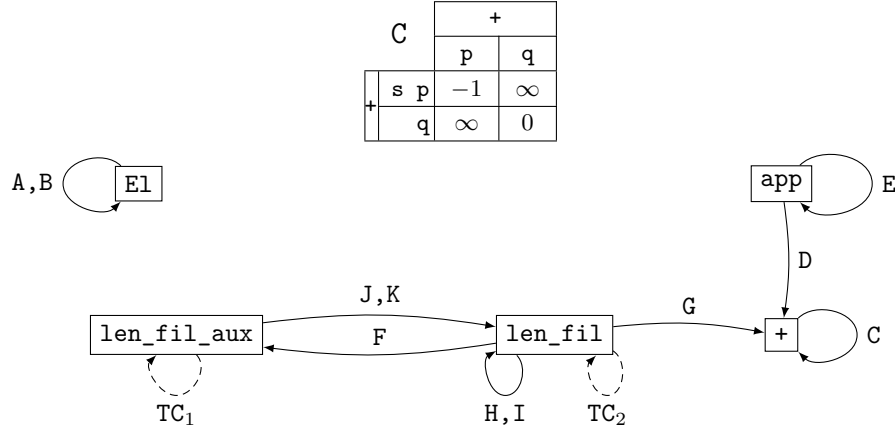 C
+
p q
+ s p −1 ∞
q ∞ 0
A,B El
app E
D
J,K
G
len_fil_aux F len_fil + C
TC₁ H,I TC₂